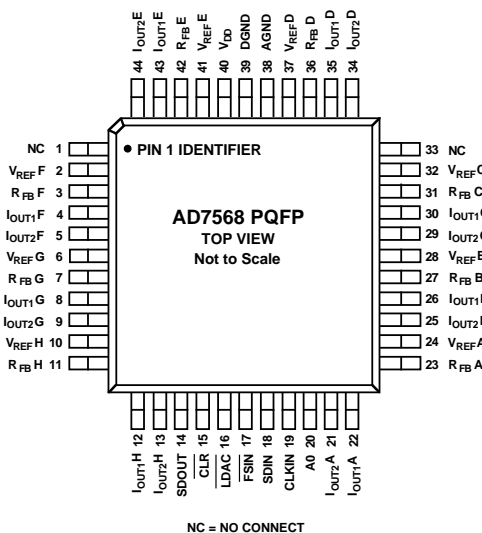 44 IOUT2E
43 IOUT1E
42 RFBE
41 VREFE
40 VDD
39 DGND
38 AGND
37 VREFD
36 RFBD
35 IOUT1D
34 IOUT2D
NC 1
VREFF 2
RFBF 3
IOUT1F 4
IOUT2F 5
VREFG 6
RFBG 7
IOUT1G 8
IOUT2G 9
VREFH 10
RFBH 11
PIN 1 IDENTIFIER
AD7568 PQFP
TOP VIEW
Not to Scale
33 NC
32 VREFC
31 RFBC
30 IOUT1C
29 IOUT2C
28 VREFB
27 RFBB
26 IOUT1B
25 IOUT2B
24 VREFA
23 RFBA
IOUT1H 12
IOUT2H 13
SDOUT 14
CLR 15
LDAC 16
FSIN 17
SDIN 18
CLKIN 19
A0 20
IOUT2A 21
IOUT1A 22
NC = NO CONNECT